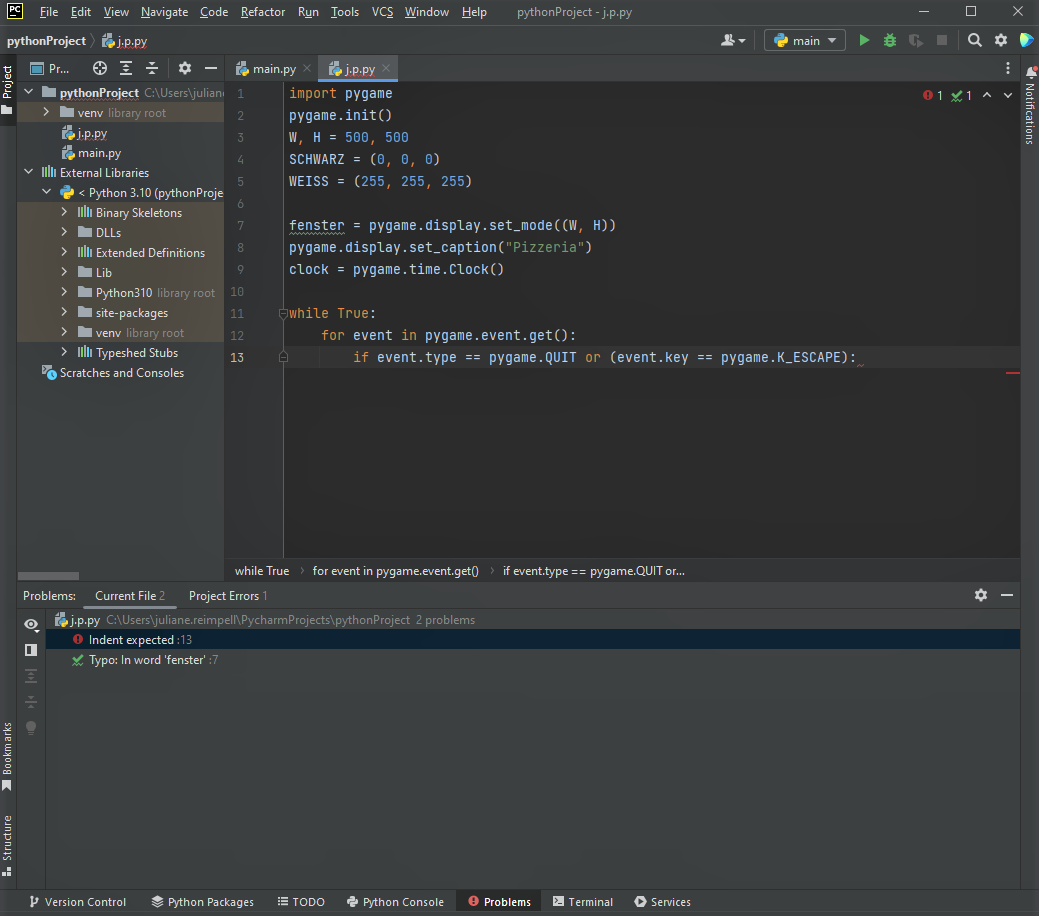 PC File Edit View Navigate Code Refactor Run Tools VCS Window Help pythonProject - j.p.py
pythonProject j.p.py main
Project
Pr... main.py j.p.py
Notifications
pythonProject C:\Users\juliane
venv library root
j.p.py
main.py
External Libraries
< Python 3.10 (pythonProje
Binary Skeletons
DLLs
Extended Definitions
Lib
Python310 library root
site-packages
venv library root
Typeshed Stubs
Scratches and Consoles
1 import pygame 1 1
2 pygame.init()
3 W, H = 500, 500
4 SCHWARZ = (0, 0, 0)
5 WEISS = (255, 255, 255)
6
7 fenster = pygame.display.set_mode((W, H))
8 pygame.display.set_caption("Pizzeria")
9 clock = pygame.time.Clock()
10
11 while True:
12 for event in pygame.event.get():
13 if event.type == pygame.QUIT or (event.key == pygame.K_ESCAPE):
while True for event in pygame.event.get() if event.type == pygame.QUIT or...
Problems: Current File 2 Project Errors 1
j.p.py C:\Users\juliane.reimpell\PycharmProjects\pythonProject 2 problems
Indent expected :13
Typo: In word 'fenster' :7
Bookmarks
Structure
Version Control Python Packages TODO Python Console Problems Terminal Services